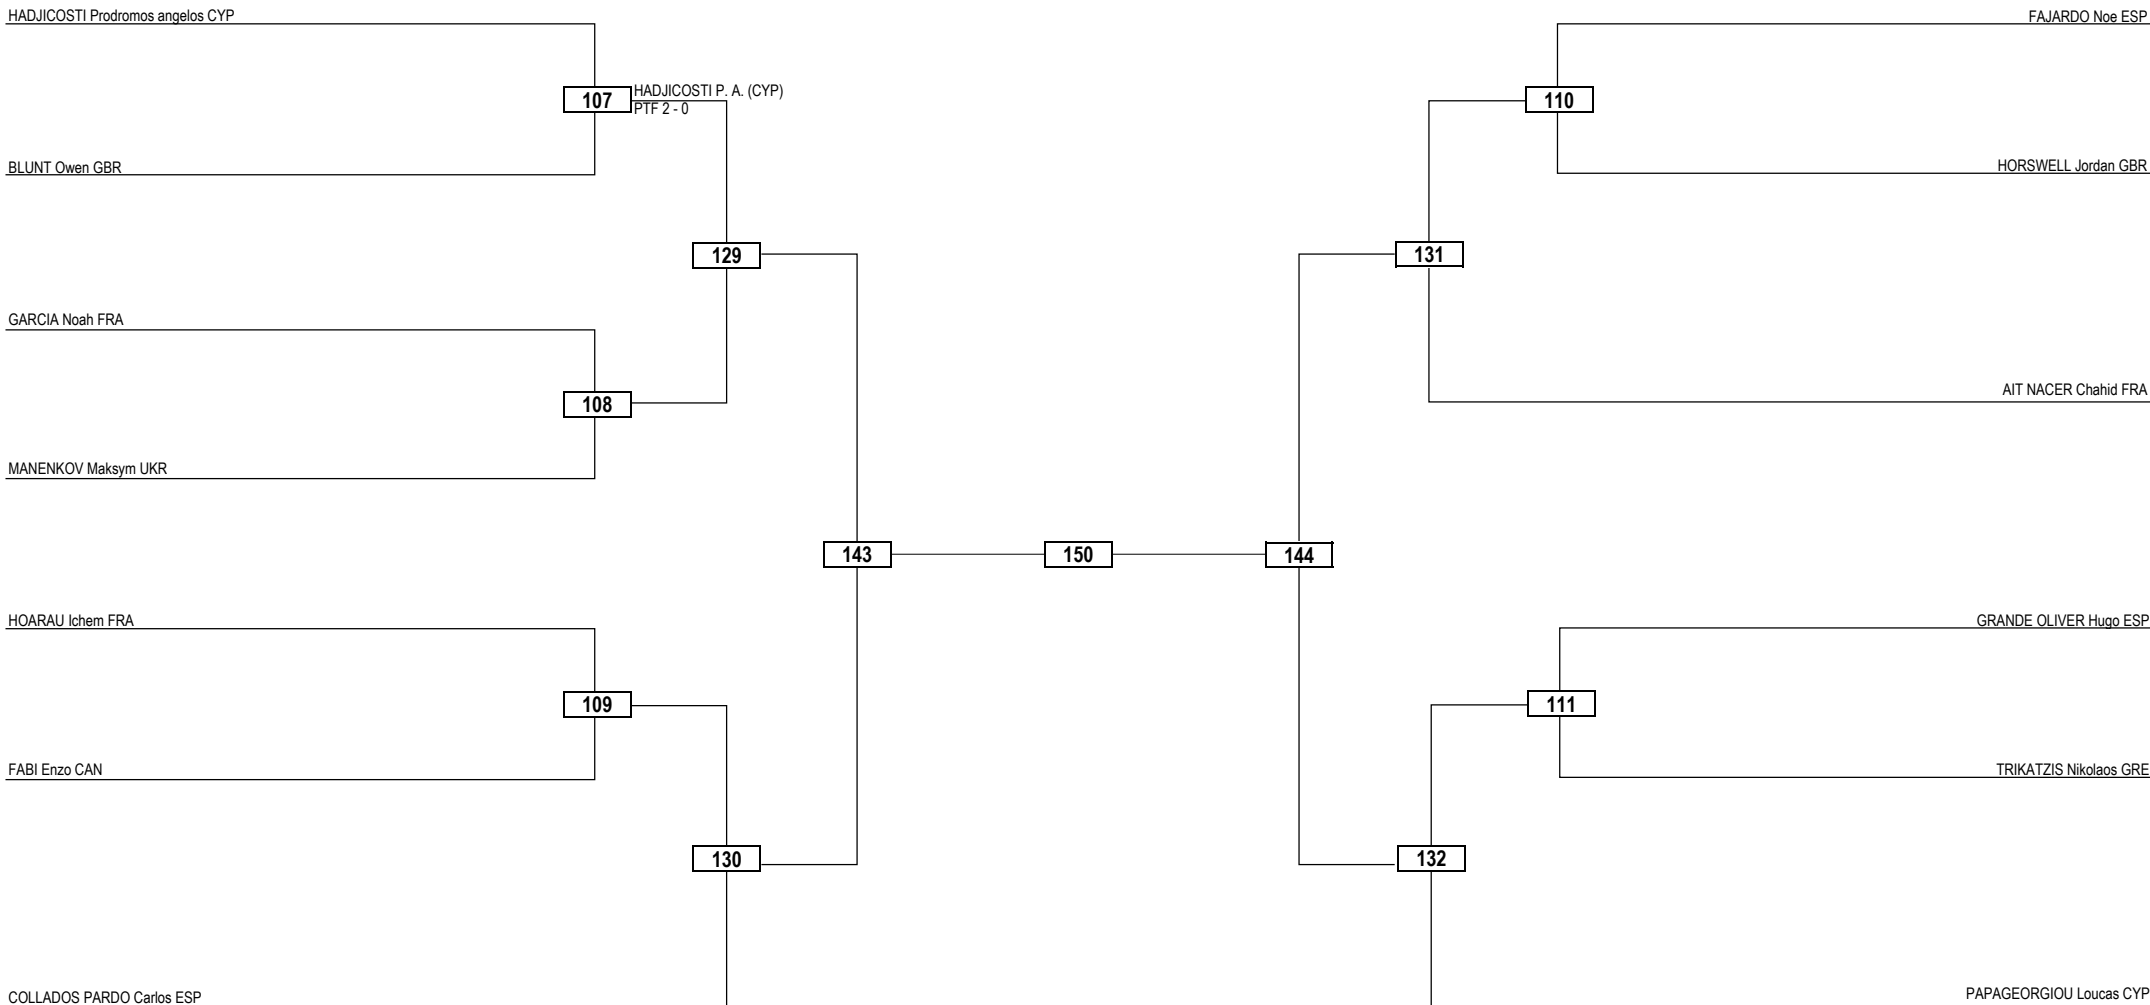 HADJICOSTI Prodromos angelos CYP
FAJARDO Noe ESP
107
HADJICOSTI P. A. (CYP)
PTF 2 - 0
110
BLUNT Owen GBR
HORSWELL Jordan GBR
129
131
GARCIA Noah FRA
108
AIT NACER Chahid FRA
MANENKOV Maksym UKR
143
150
144
HOARAU Ichem FRA
GRANDE OLIVER Hugo ESP
109
111
FABI Enzo CAN
TRIKATZIS Nikolaos GRE
130
132
COLLADOS PARDO Carlos ESP
PAPAGEORGIOU Loucas CYP